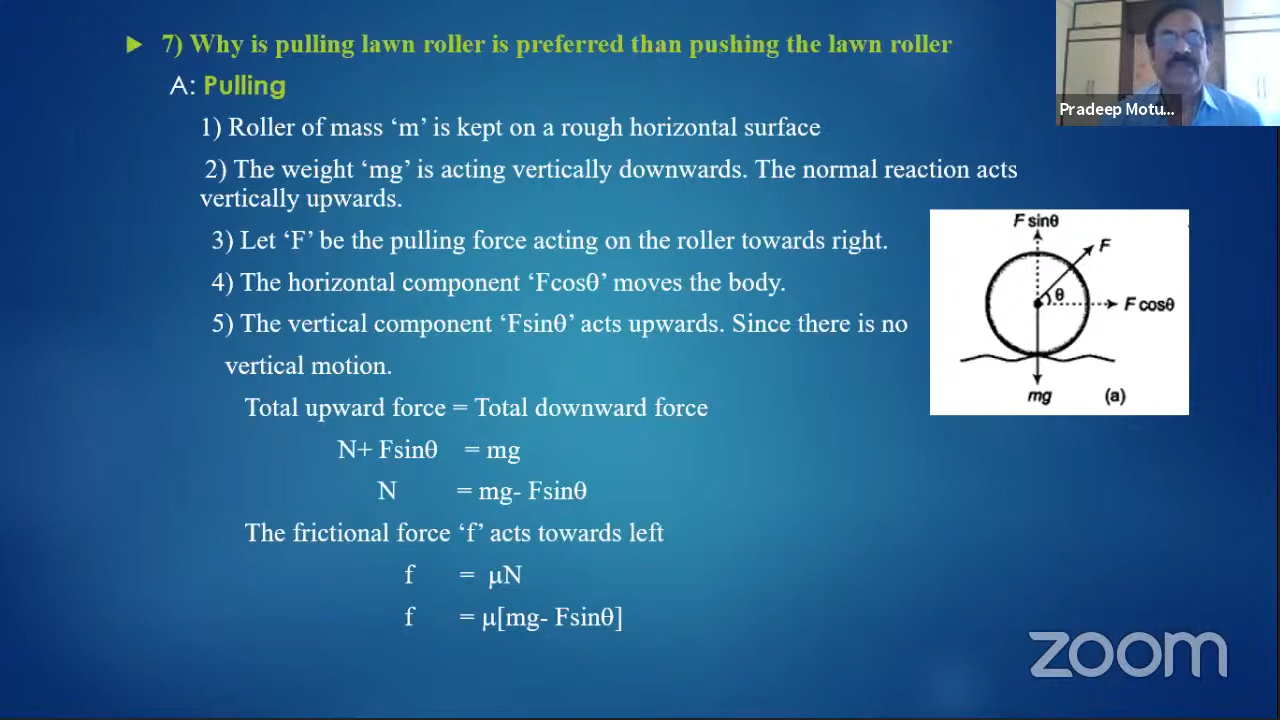 7) Why is pulling lawn roller is preferred than pushing the lawn roller
A: Pulling
1) Roller of mass ‘m’ is kept on a rough horizontal surface
2) The weight ‘mg’ is acting vertically downwards. The normal reaction acts
vertically upwards.
3) Let ‘F’ be the pulling force acting on the roller towards right.
4) The horizontal component ‘Fcosθ’ moves the body.
5) The vertical component ‘Fsinθ’ acts upwards. Since there is no
vertical motion.
Total upward force = Total downward force
N+ Fsinθ = mg
N = mg- Fsinθ
The frictional force ‘f’ acts towards left
f = μN
f = μ[mg- Fsinθ]
F sinθ
F
θ
F cosθ
mg (a)
Pradeep Motu...
zoom